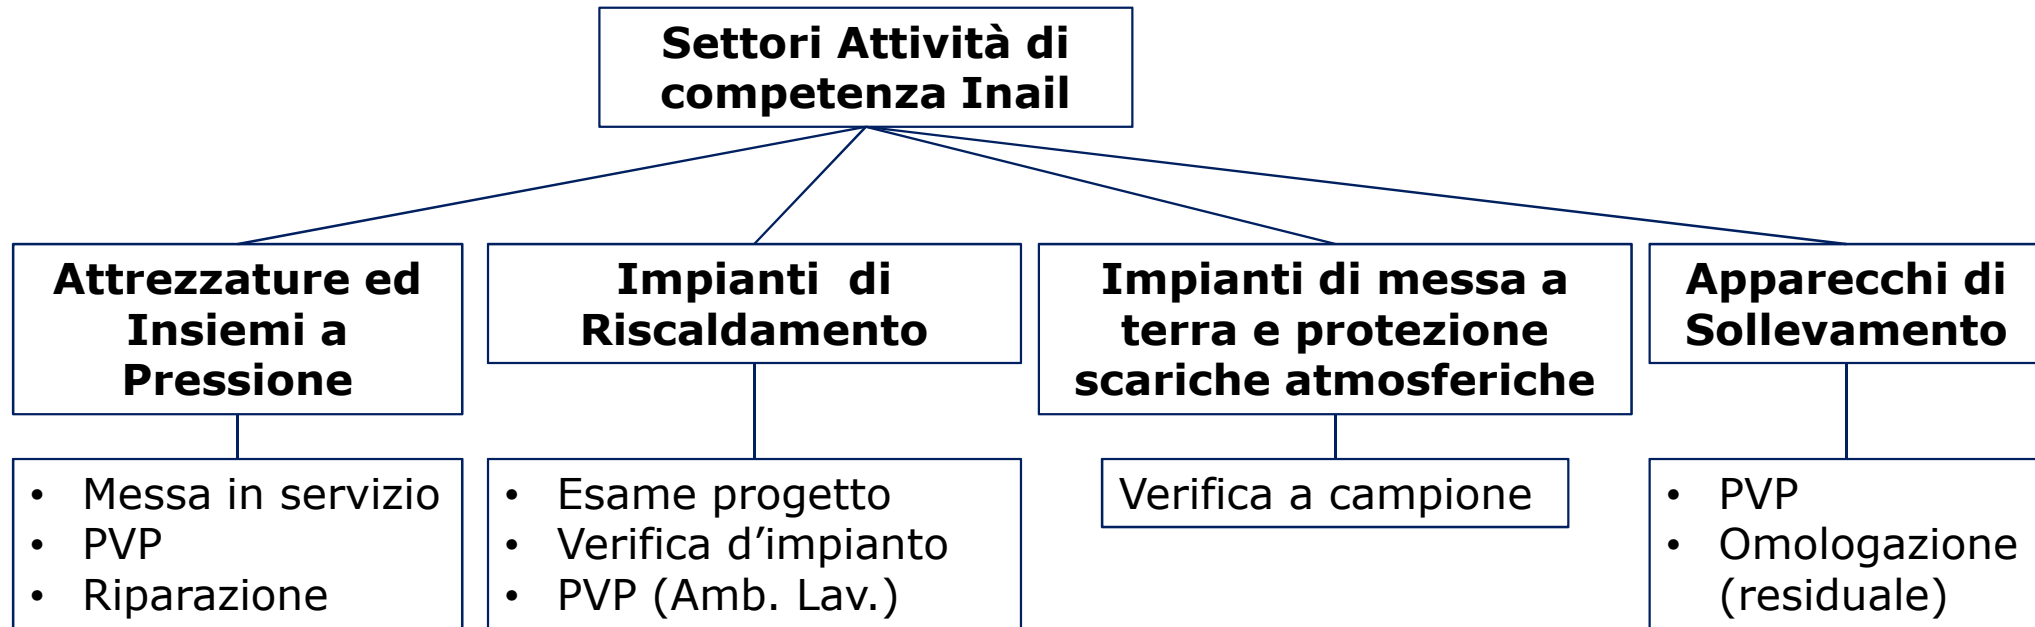 Settori Attività di
competenza Inail
Attrezzature ed
Insiemi a
Pressione
Impianti di
Riscaldamento
Impianti di messa a
terra e protezione
scariche atmosferiche
Apparecchi di
Sollevamento
• Messa in servizio
• PVP
• Riparazione
• Esame progetto
• Verifica d’impianto
• PVP (Amb. Lav.)
Verifica a campione
• PVP
• Omologazione
(residuale)